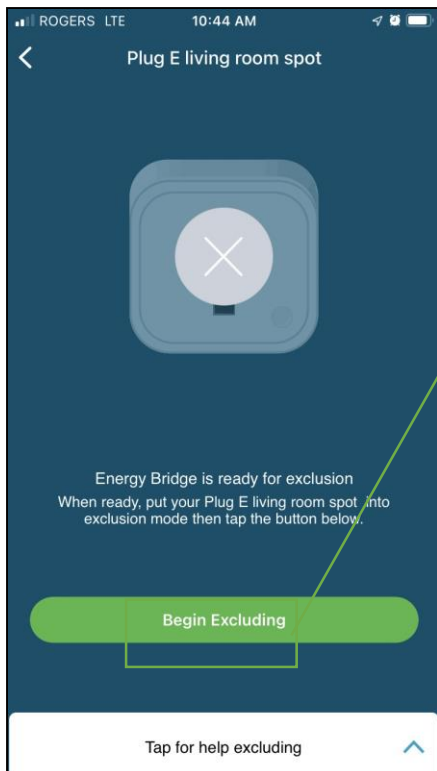 ROGERS LTE 10:44 AM
Plug E living room spot
Energy Bridge is ready for exclusion
When ready, put your Plug E living room spot into
exclusion mode then tap the button below.
Begin Excluding
Tap for help excluding